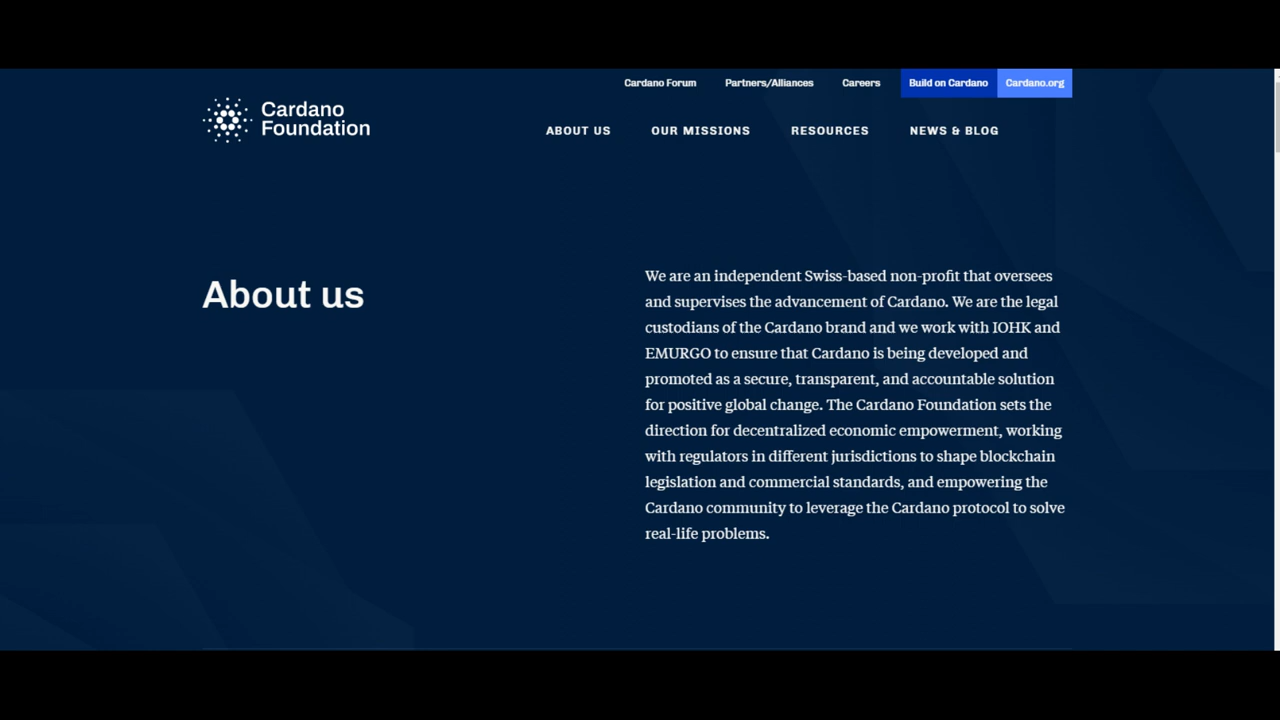 Cardano Forum Partners/Alliances Careers Build on Cardano Cardano.org
Cardano
Foundation
ABOUT US OUR MISSIONS RESOURCES NEWS & BLOG
About us
We are an independent Swiss-based non-profit that oversees
and supervises the advancement of Cardano. We are the legal
custodians of the Cardano brand and we work with IOHK and
EMURGO to ensure that Cardano is being developed and
promoted as a secure, transparent, and accountable solution
for positive global change. The Cardano Foundation sets the
direction for decentralized economic empowerment, working
with regulators in different jurisdictions to shape blockchain
legislation and commercial standards, and empowering the
Cardano community to leverage the Cardano protocol to solve
real-life problems.